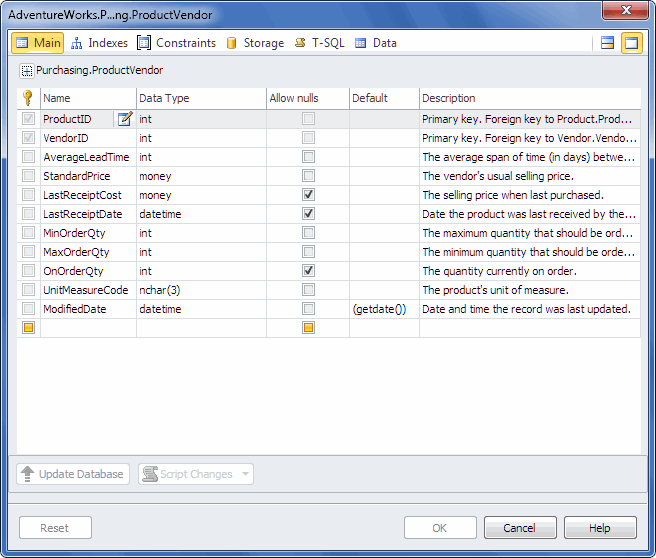 AdventureWorks.P...ng.ProductVendor
Main Indexes Constraints Storage T-SQL Data
Purchasing.ProductVendor
Name Data Type Allow nulls Default Description
ProductID int Primary key. Foreign key to Product.Prod...
VendorID int Primary key. Foreign key to Vendor.Vendo...
AverageLeadTime int The average span of time (in days) betwe...
StandardPrice money The vendor's usual selling price.
LastReceiptCost money The selling price when last purchased.
LastReceiptDate datetime Date the product was last received by the...
MinOrderQty int The maximum quantity that should be ord...
MaxOrderQty int The minimum quantity that should be orde...
OnOrderQty int The quantity currently on order.
UnitMeasureCode nchar(3) The product's unit of measure.
ModifiedDate datetime (getdate()) Date and time the record was last updated.
Update Database Script Changes
Reset OK Cancel Help